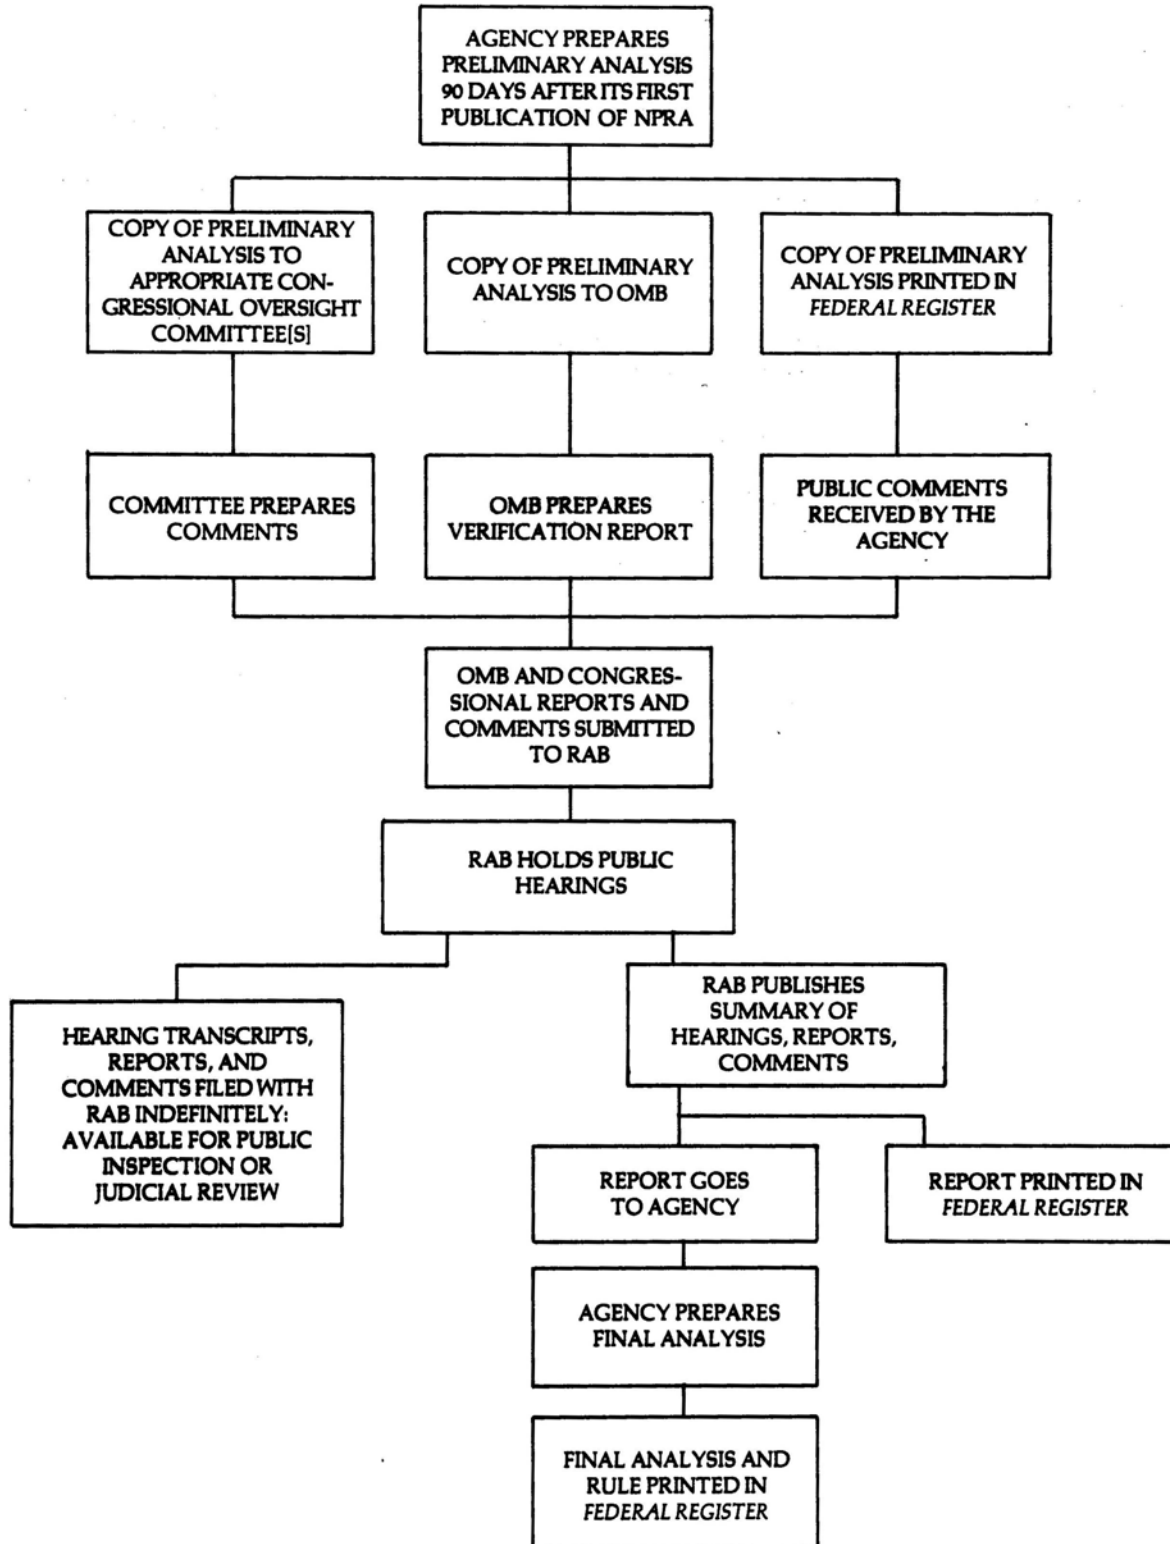 AGENCY PREPARES
PRELIMINARY ANALYSIS
90 DAYS AFTER ITS FIRST
PUBLICATION OF NPRA
COPY OF PRELIMINARY
ANALYSIS TO
APPROPRIATE CON-
GRESSIONAL OVERSIGHT
COMMITTEE[S]
COPY OF PRELIMINARY
ANALYSIS TO OMB
COPY OF PRELIMINARY
ANALYSIS PRINTED IN
FEDERAL REGISTER
COMMITTEE PREPARES
COMMENTS
OMB PREPARES
VERIFICATION REPORT
PUBLIC COMMENTS
RECEIVED BY THE
AGENCY
OMB AND CONGRES-
SIONAL REPORTS AND
COMMENTS SUBMITTED
TO RAB
RAB HOLDS PUBLIC
HEARINGS
HEARING TRANSCRIPTS,
REPORTS, AND
COMMENTS FILED WITH
RAB INDEFINITELY:
AVAILABLE FOR PUBLIC
INSPECTION OR
JUDICIAL REVIEW
RAB PUBLISHES
SUMMARY OF
HEARINGS, REPORTS,
COMMENTS
REPORT GOES
TO AGENCY
REPORT PRINTED IN
FEDERAL REGISTER
AGENCY PREPARES
FINAL ANALYSIS
FINAL ANALYSIS AND
RULE PRINTED IN
FEDERAL REGISTER